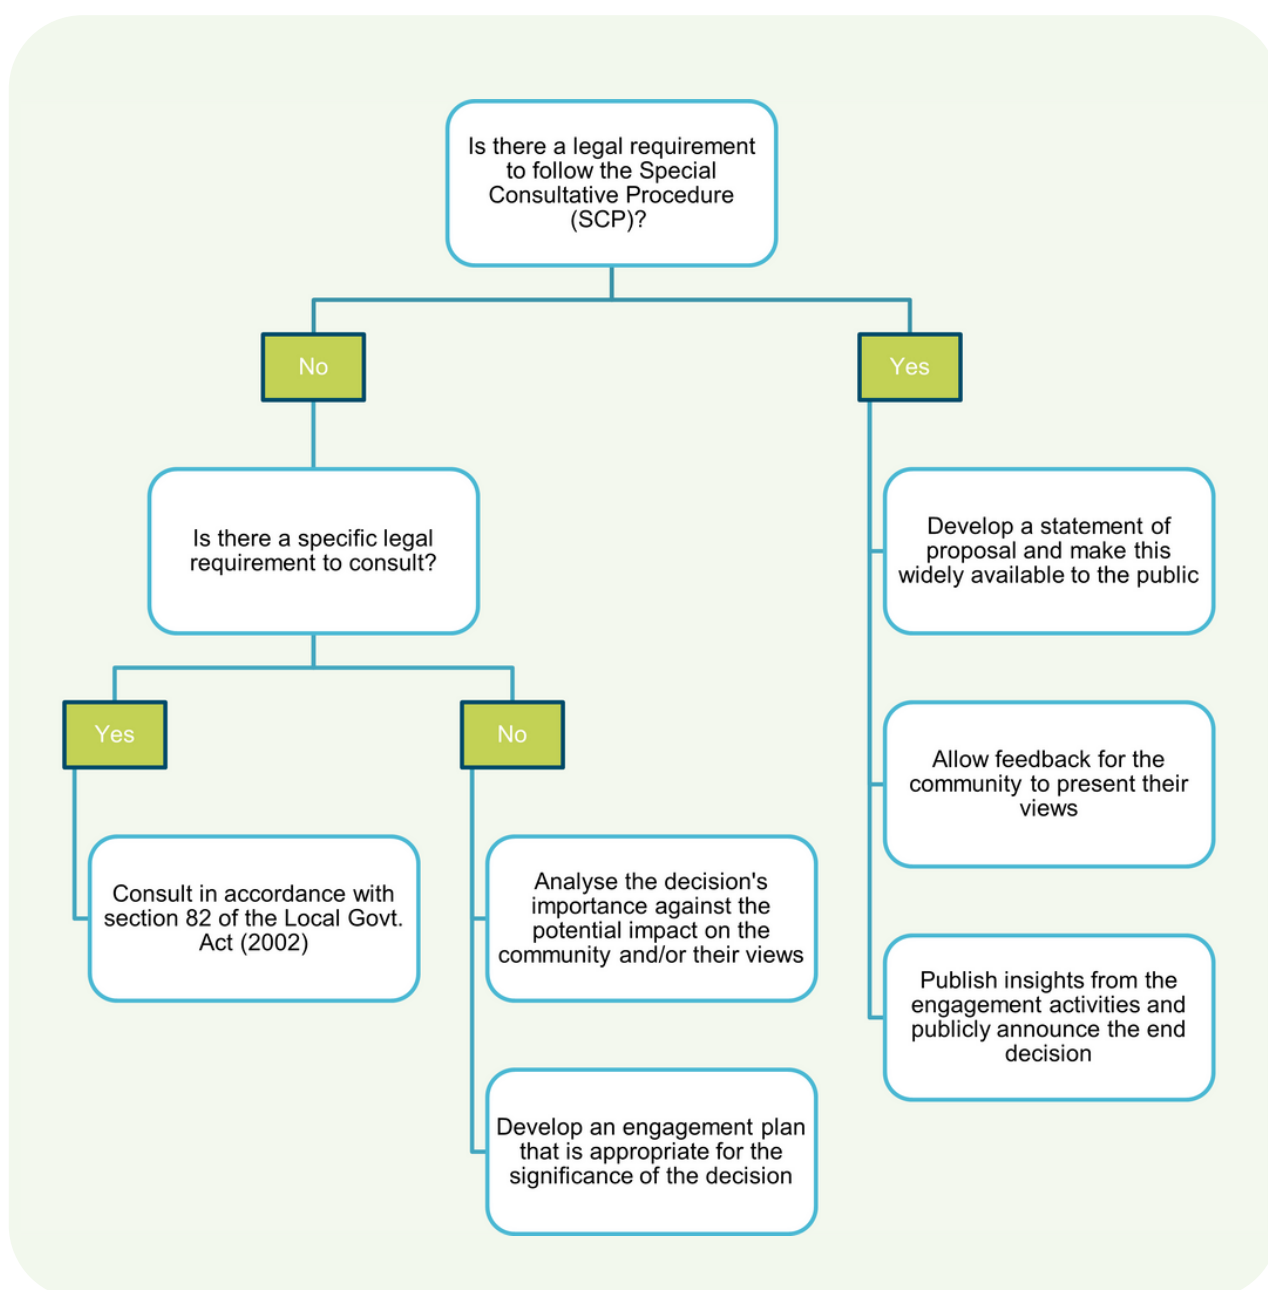 Is there a legal requirement
to follow the Special
Consultative Procedure
(SCP)?
No
Yes
Is there a specific legal
requirement to consult?
Develop a statement of
proposal and make this
widely available to the public
Yes
No
Allow feedback for the
community to present their
views
Consult in accordance with
section 82 of the Local Govt.
Act (2002)
Analyse the decision's
importance against the
potential impact on the
community and/or their views
Publish insights from the
engagement activities and
publicly announce the end
decision
Develop an engagement plan
that is appropriate for the
significance of the decision